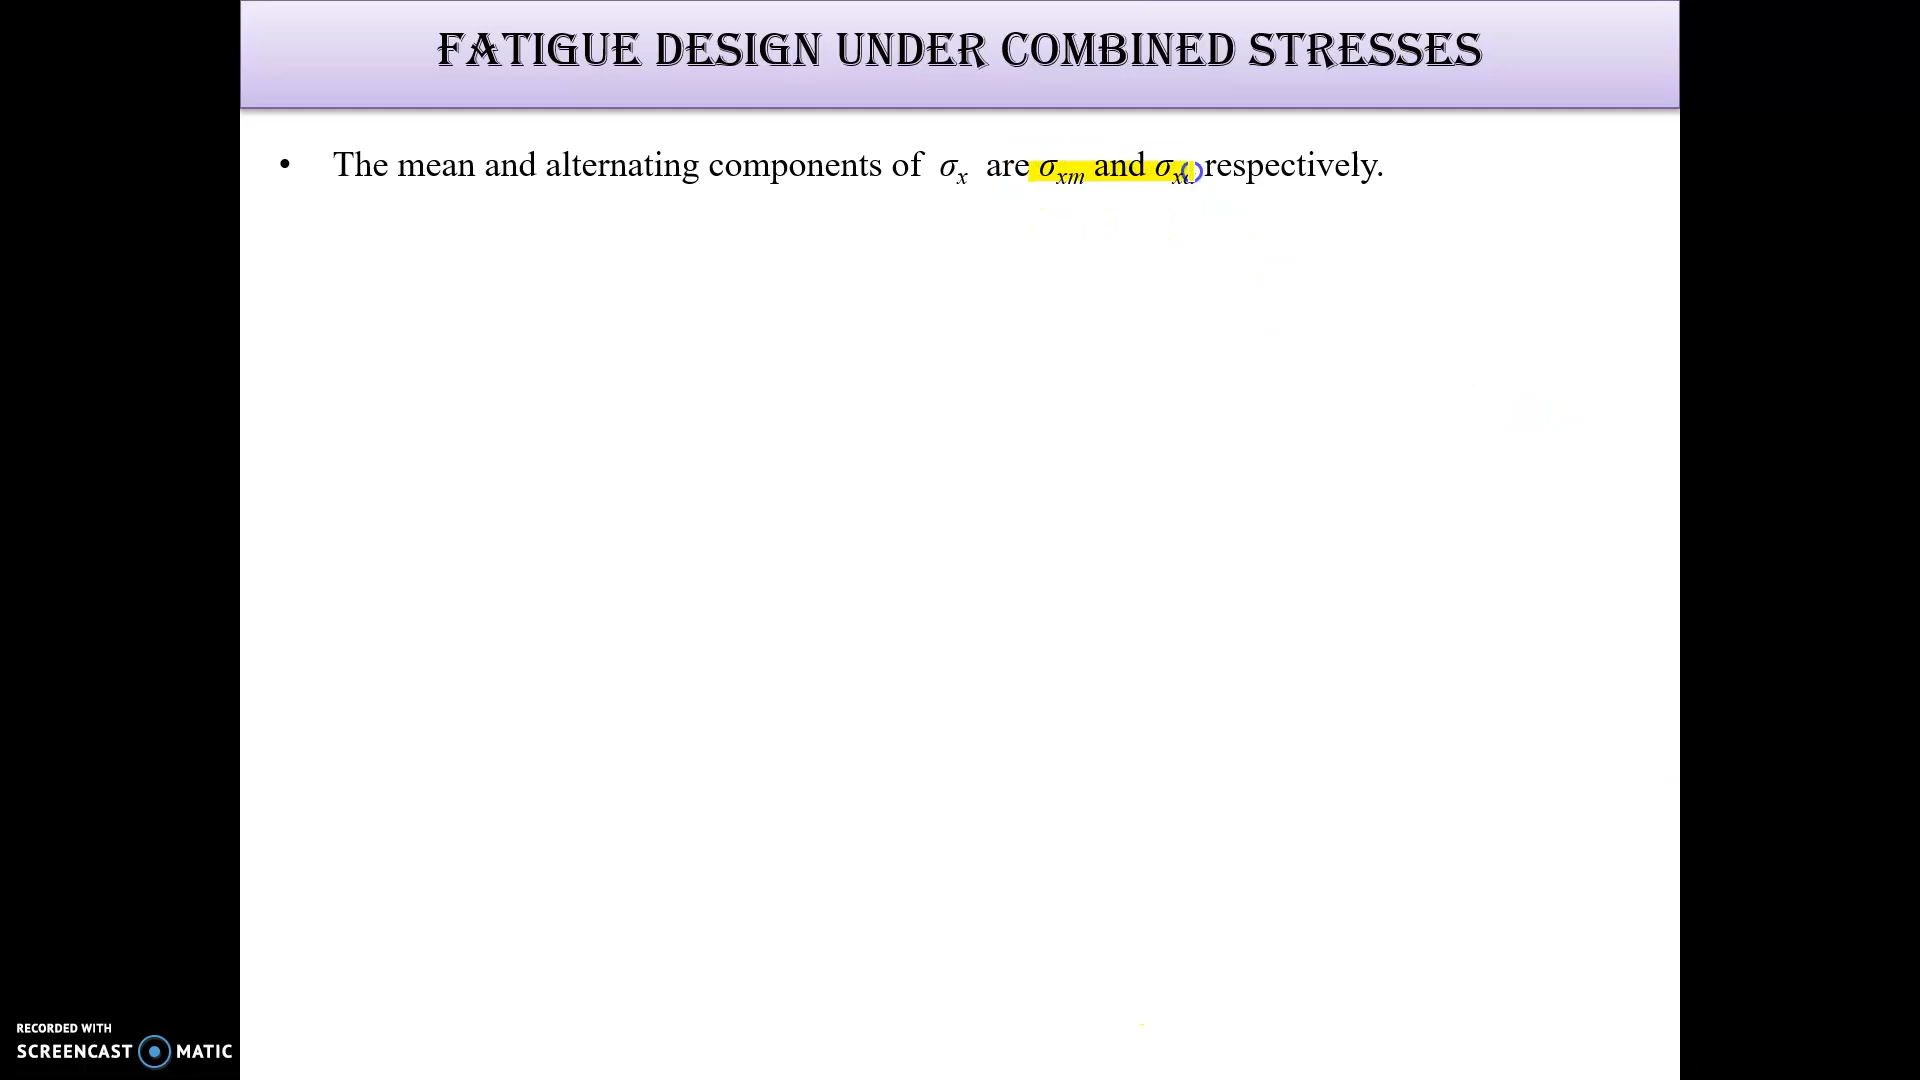 FATIGUE DESIGN UNDER COMBINED STRESSES
• The mean and alternating components of σx are σxm and respectively.
RECORDED WITH
SCREENCAST MATIC